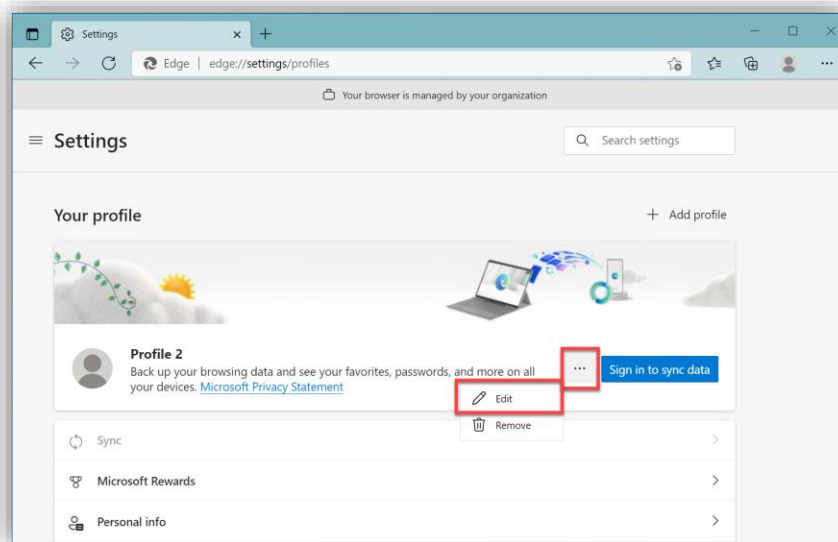 Settings
Edge | edge://settings/profiles
Your browser is managed by your organization
Settings
Search settings
Your profile
Add profile
Profile 2
Back up your browsing data and see your favorites, passwords, and more on all
your devices. Microsoft Privacy Statement
Sign in to sync data
Edit
Remove
Sync
Microsoft Rewards
Personal info